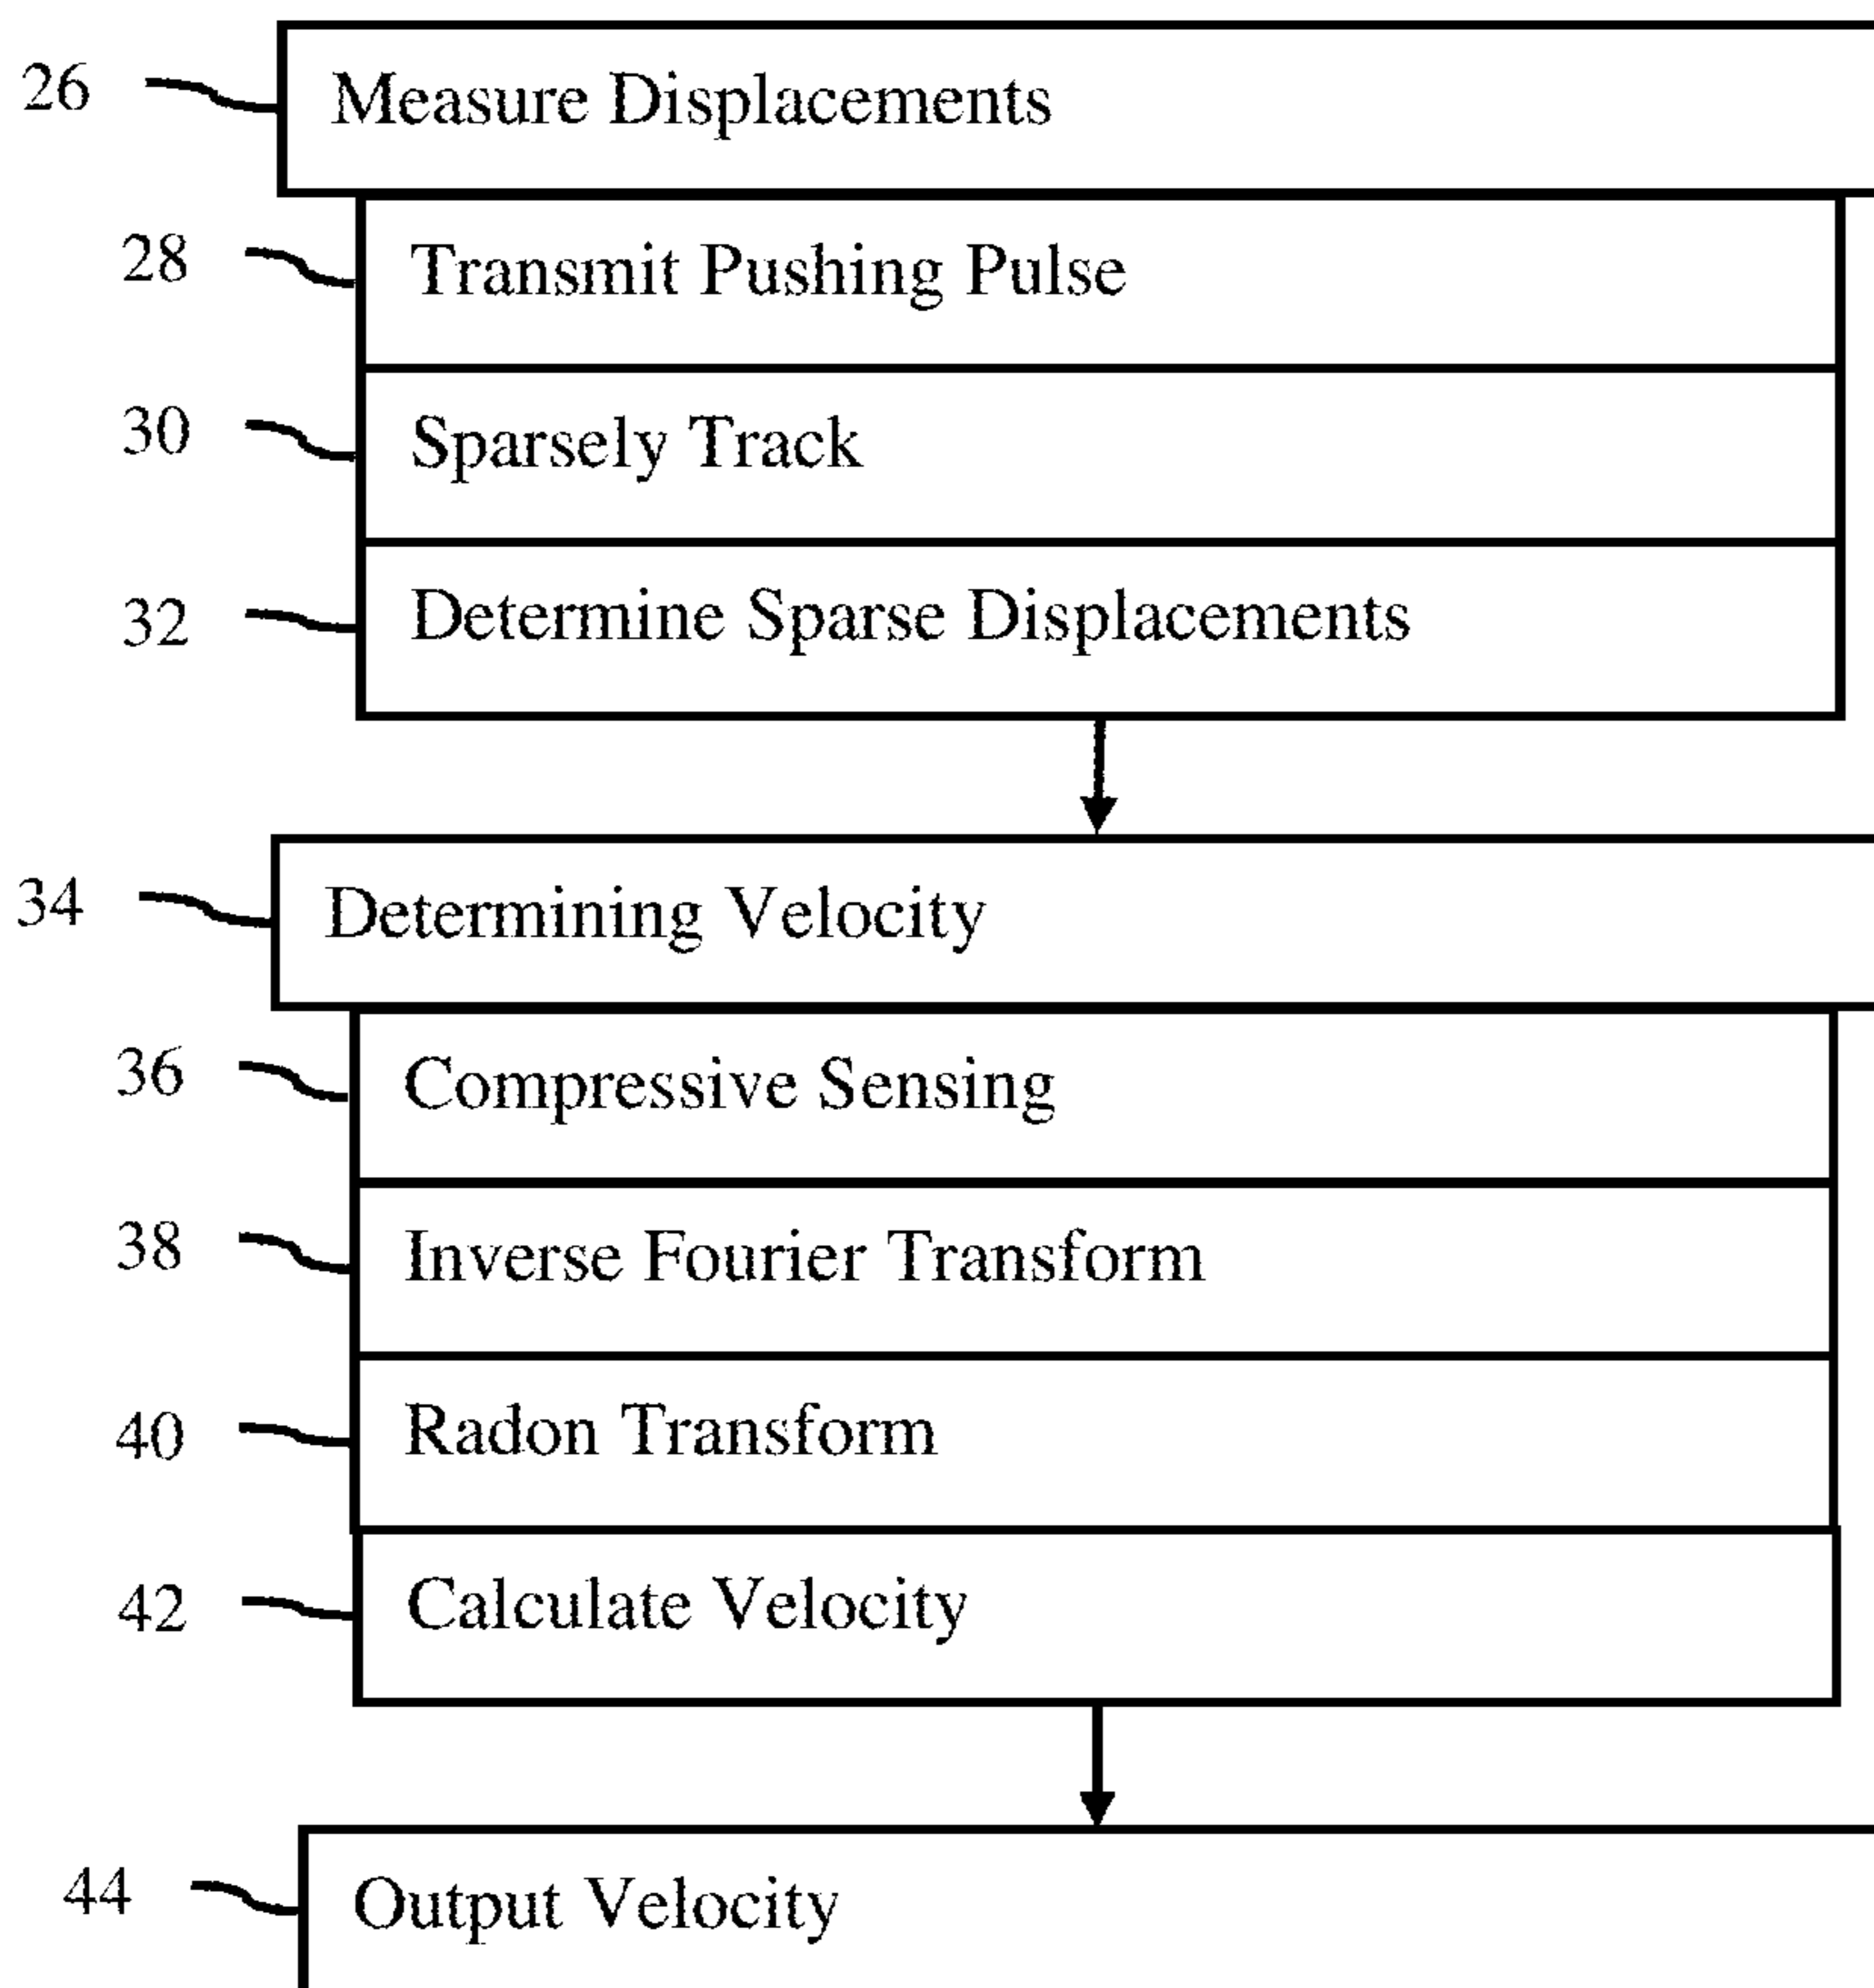 26 Measure Displacements
28 Transmit Pushing Pulse
30 Sparsely Track
32 Determine Sparse Displacements
34 Determining Velocity
36 Compressive Sensing
38 Inverse Fourier Transform
40 Radon Transform
42 Calculate Velocity
44 Output Velocity